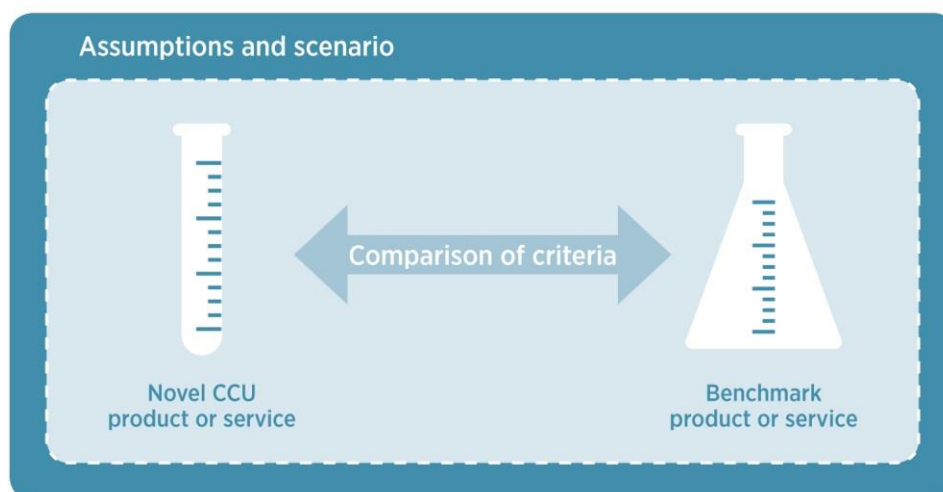 Assumptions and scenario
Comparison of criteria
Novel CCU
product or service
Benchmark
product or service